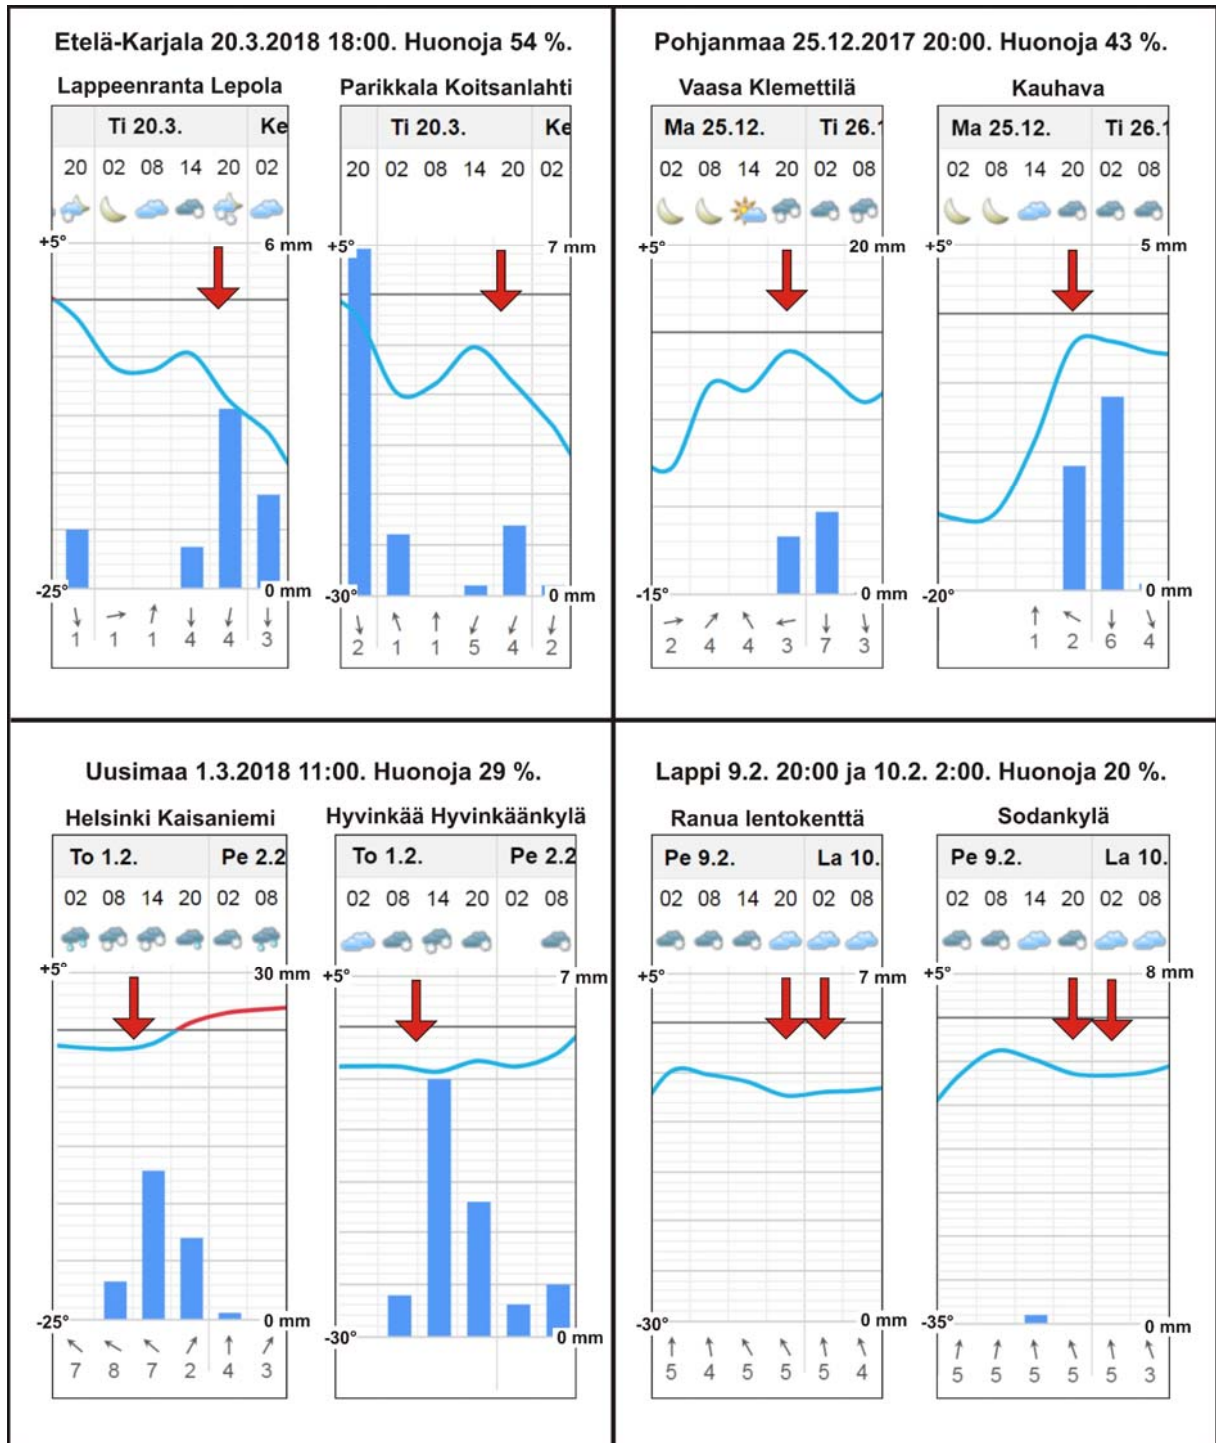 Etelä-Karjala 20.3.2018 18:00. Huonoja 54 %.
Lappeenranta Lepola
Ti 20.3. Ke
20 02 08 14 20 02
+5° 6 mm
-25° 0 mm
1 1 1 4 4 3
Parikkala Koitsanlahti
Ti 20.3. Ke
20 02 08 14 20 02
+5° 7 mm
-30° 0 mm
2 1 1 5 4 2
Pohjanmaa 25.12.2017 20:00. Huonoja 43 %.
Vaasa Klemettilä
Ma 25.12. Ti 26.1
02 08 14 20 02 08
+5° 20 mm
-15° 0 mm
2 4 4 3 7 3
Kauhava
Ma 25.12. Ti 26.1
02 08 14 20 02 08
+5° 5 mm
-20° 0 mm
1 2 6 4
Uusimaa 1.3.2018 11:00. Huonoja 29 %.
Helsinki Kaisaniemi
To 1.2. Pe 2.2
02 08 14 20 02 08
+5° 30 mm
-25° 0 mm
7 8 7 2 4 3
Hyvinkää Hyvinkäänkylä
To 1.2. Pe 2.2
02 08 14 20 02 08
+5° 7 mm
-30° 0 mm
Lappi 9.2. 20:00 ja 10.2. 2:00. Huonoja 20 %.
Ranua lentokenttä
Pe 9.2. La 10.
02 08 14 20 02 08
+5° 7 mm
-30° 0 mm
5 4 5 5 5 4
Sodankylä
Pe 9.2. La 10.
02 08 14 20 02 08
+5° 8 mm
-35° 0 mm
5 5 5 5 5 3